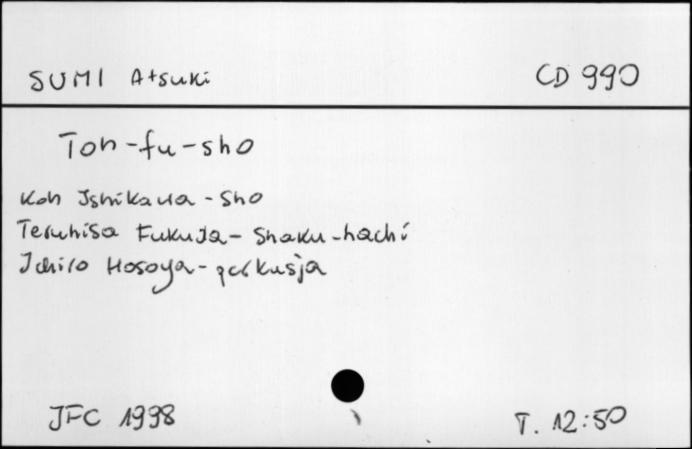 SUMI Atsuki CD 990
Ton-fu-sho
Koh Ishikawa - Sho
Teruhisa Fukuda - Shaku-hachi
Ichiro Hosoya - perkusja
JFC 1998 T. 12:50